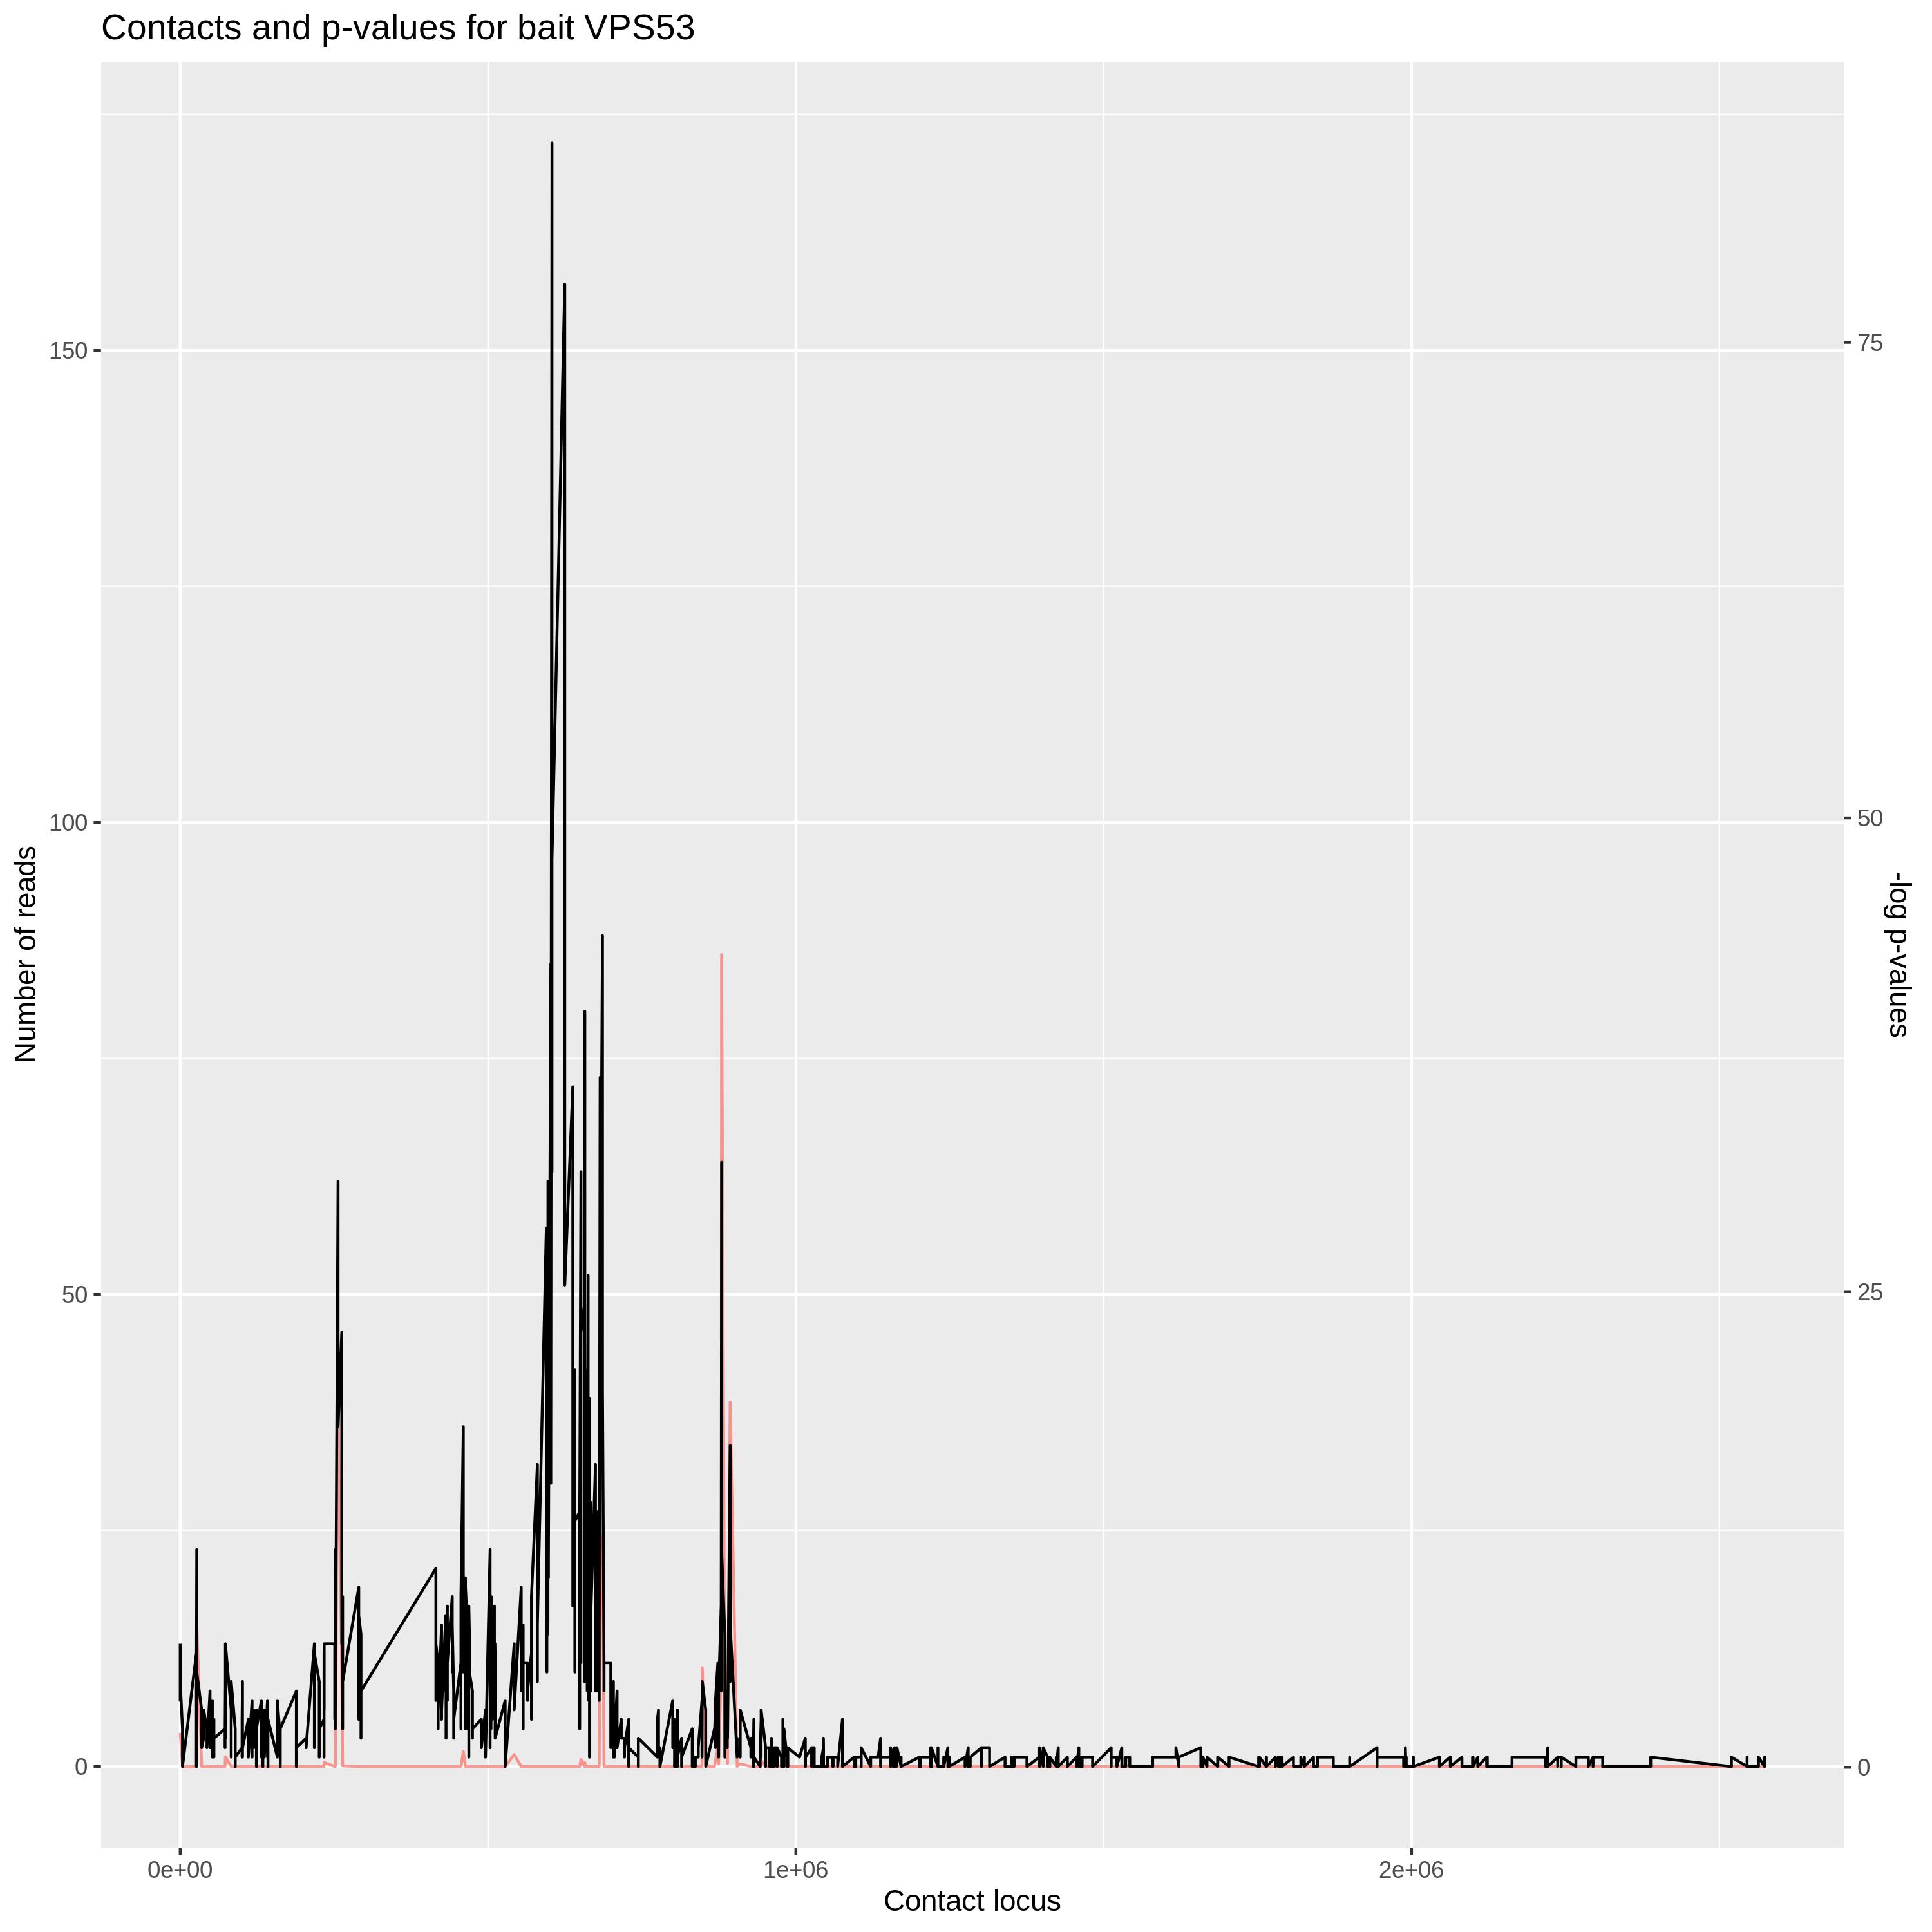 Contacts and p-values for bait VPS53
150
100
50
0
Number of reads
75
50
25
0
-log p-values
0e+00
1e+06
2e+06
Contact locus